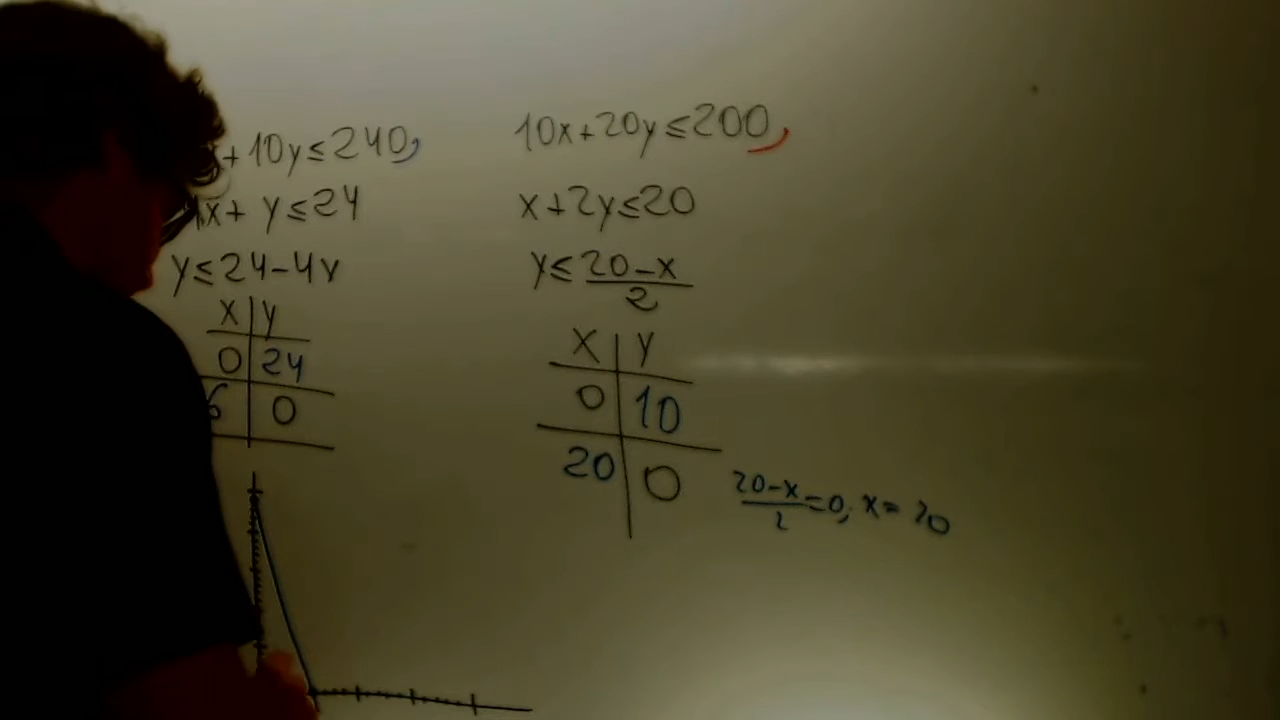 x+10y≤240,
4x+ y≤24
y≤24-4x
x y
0 24
6 0
10x+20y≤200,
x+2y≤20
y≤ 20-x
2
x y
0 10
20 0
20-x
2
=0; x= 20